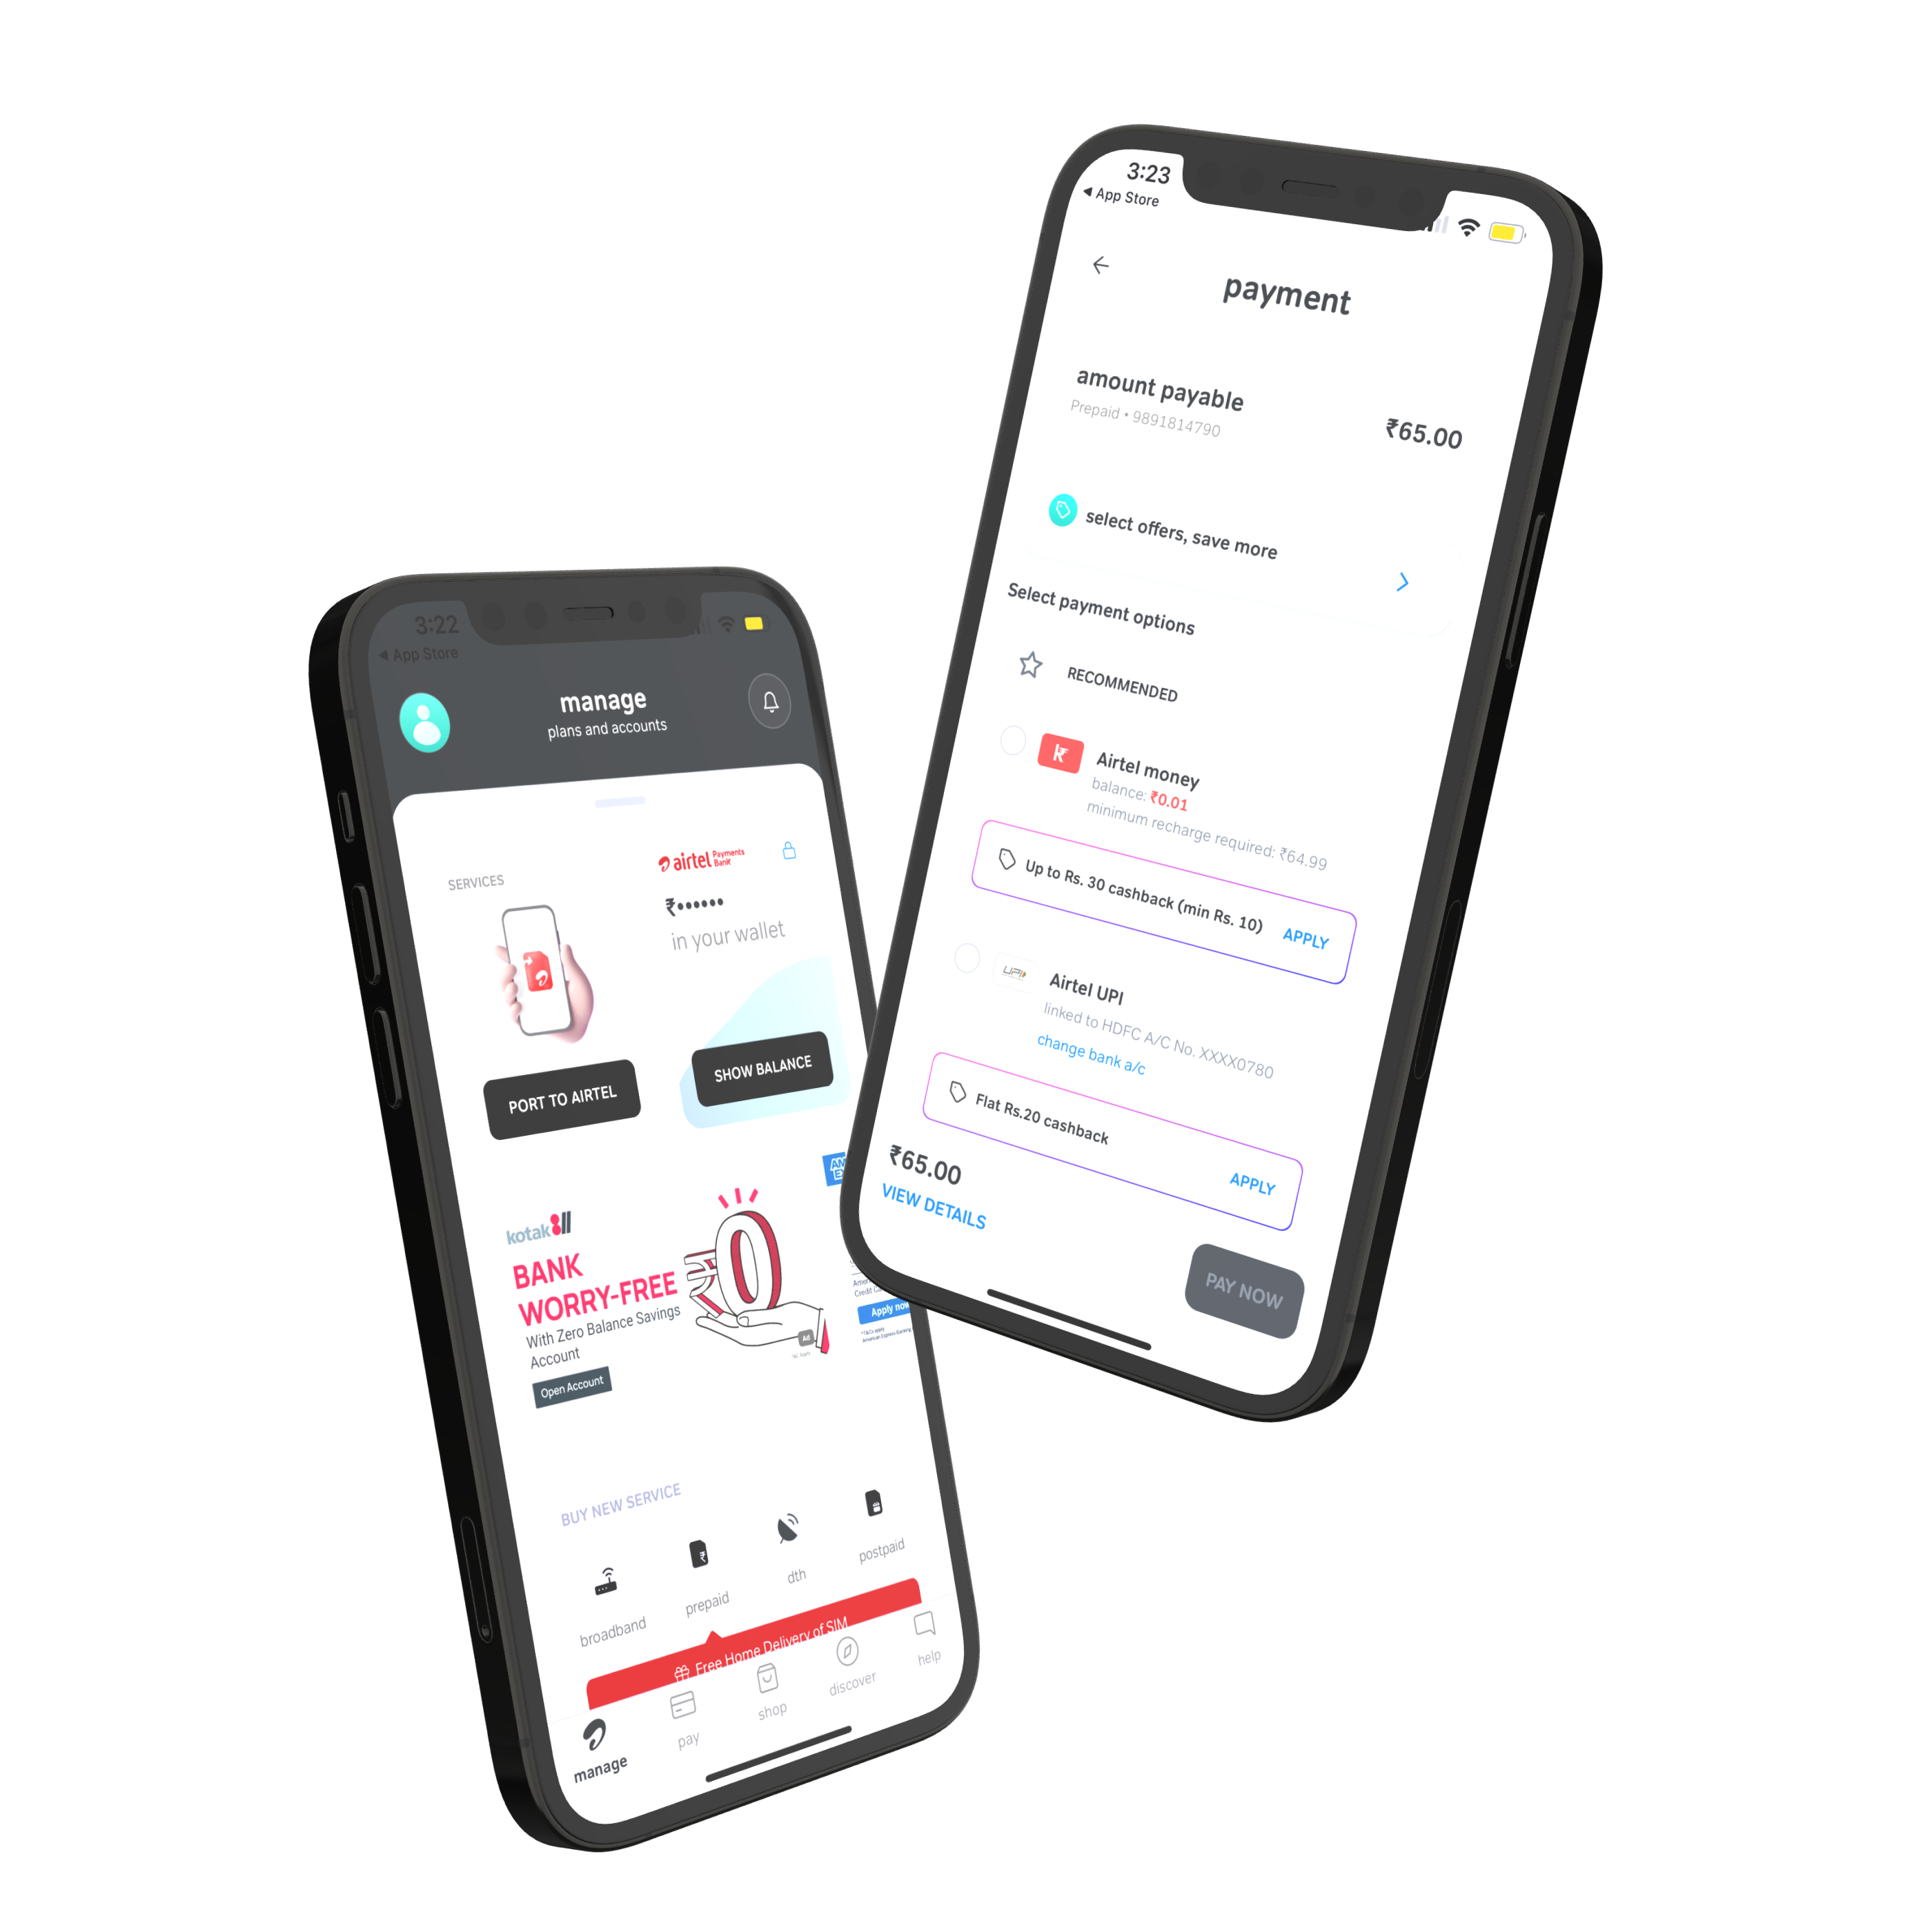 3:22
◀ App Store
manage
plans and accounts
SERVICES
PORT TO AIRTEL
airtel Payments
Bank
₹••••••
in your wallet
SHOW BALANCE
kotak811
BANK
WORRY-FREE
With Zero Balance Savings
Account
Open Account
Ad
Apply now
*T&Cs apply
BUY NEW SERVICE
broadband
prepaid
dth
postpaid
Free Home Delivery of SIM
manage
pay
shop
discover
help
3:23
◀ App Store
payment
amount payable
Prepaid • 9891814790
₹65.00
select offers, save more
Select payment options
RECOMMENDED
Airtel money
balance: ₹0.01
minimum recharge required: ₹64.99
Up to Rs. 30 cashback (min Rs. 10)
APPLY
UPI
Airtel UPI
linked to HDFC A/C No. XXXX0780
change bank a/c
Flat Rs.20 cashback
APPLY
₹65.00
VIEW DETAILS
PAY NOW